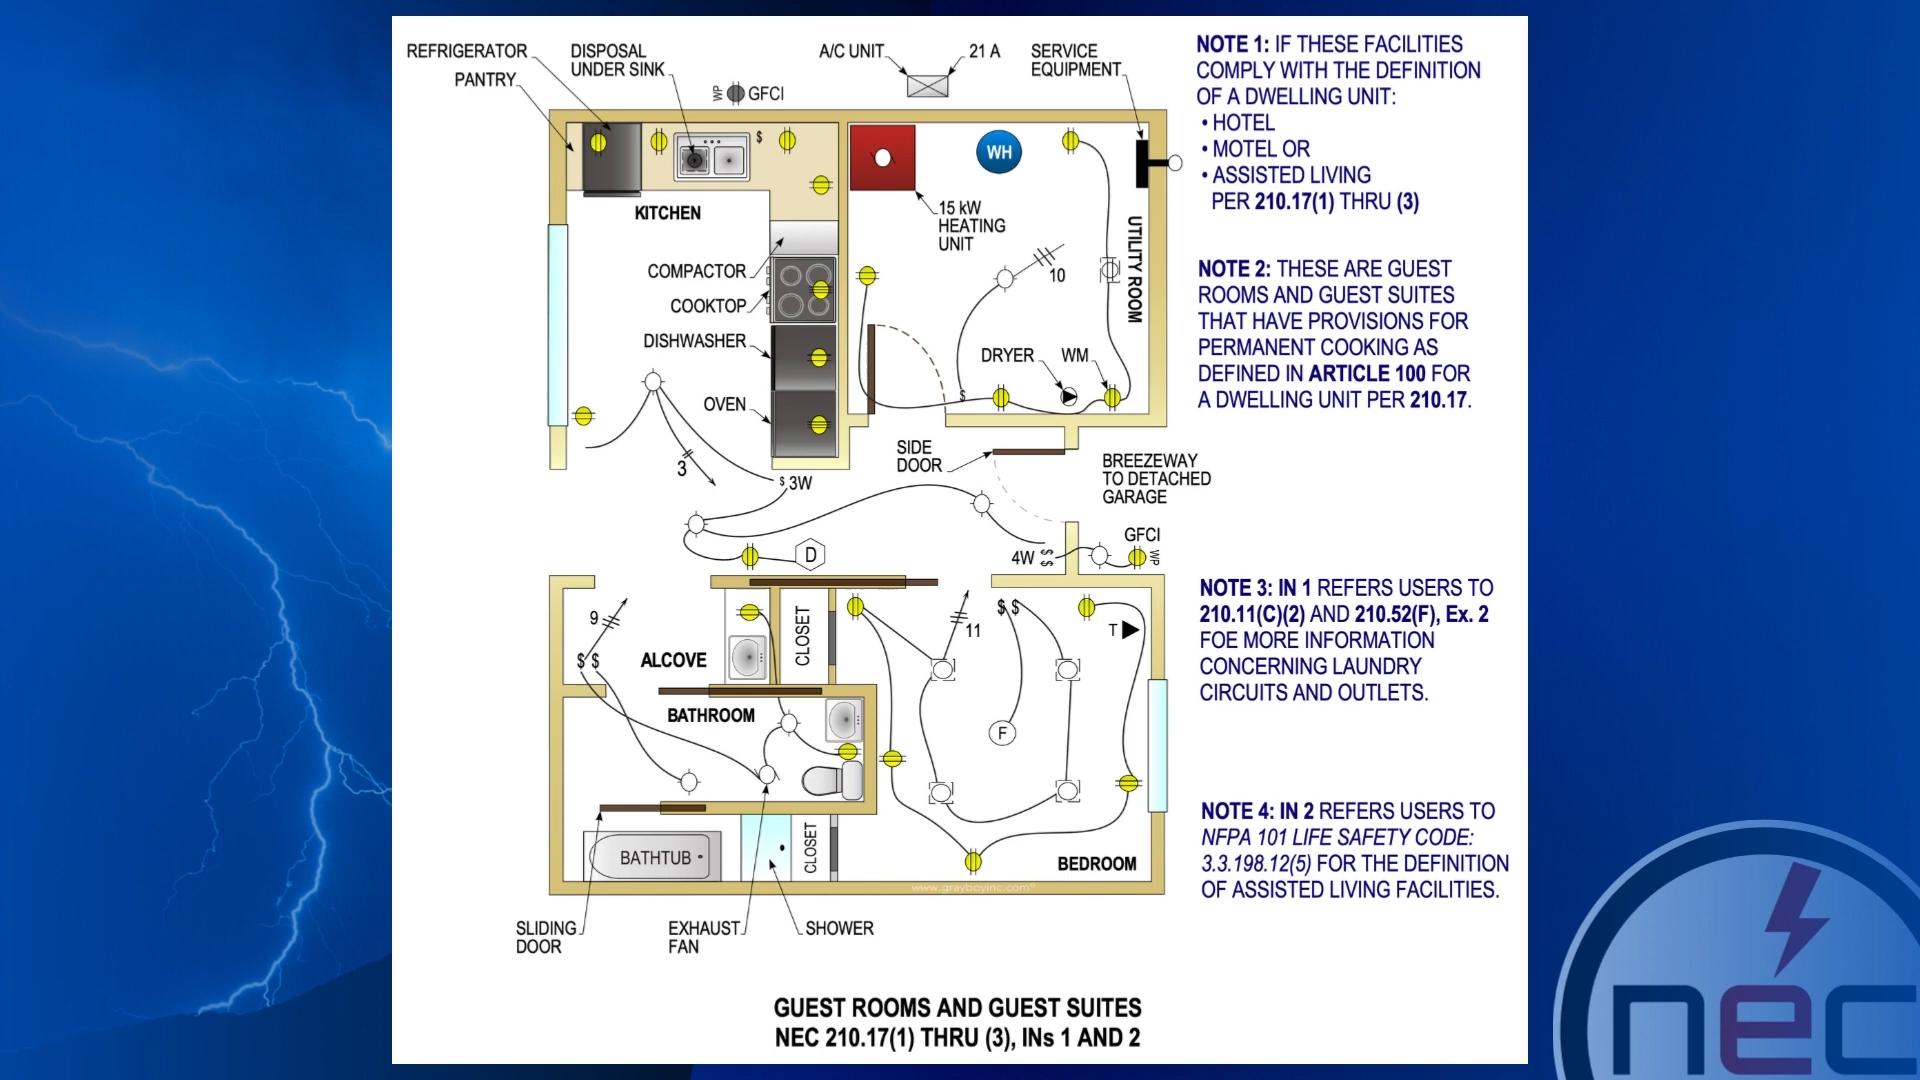 REFRIGERATOR
PANTRY
DISPOSAL
UNDER SINK
WP
GFCI
A/C UNIT
21 A
SERVICE
EQUIPMENT
$
WH
KITCHEN
15 kW
HEATING
UNIT
UTILITY ROOM
10
COMPACTOR
COOKTOP
DISHWASHER
OVEN
DRYER
WM
$
3
$ 3W
SIDE
DOOR
BREEZEWAY
TO DETACHED
GARAGE
D
4W $ $
$ $
GFCI
WP
9
$ $
ALCOVE
CLOSET
11
$ $
T
BATHROOM
F
BATHTUB
CLOSET
BEDROOM
www.grayboyinc.com®
SLIDING
DOOR
EXHAUST
FAN
SHOWER
NOTE 1: IF THESE FACILITIES
COMPLY WITH THE DEFINITION
OF A DWELLING UNIT:
• HOTEL
• MOTEL OR
• ASSISTED LIVING
PER 210.17(1) THRU (3)
NOTE 2: THESE ARE GUEST
ROOMS AND GUEST SUITES
THAT HAVE PROVISIONS FOR
PERMANENT COOKING AS
DEFINED IN ARTICLE 100 FOR
A DWELLING UNIT PER 210.17.
NOTE 3: IN 1 REFERS USERS TO
210.11(C)(2) AND 210.52(F), Ex. 2
FOE MORE INFORMATION
CONCERNING LAUNDRY
CIRCUITS AND OUTLETS.
NOTE 4: IN 2 REFERS USERS TO
NFPA 101 LIFE SAFETY CODE:
3.3.198.12(5) FOR THE DEFINITION
OF ASSISTED LIVING FACILITIES.
GUEST ROOMS AND GUEST SUITES
NEC 210.17(1) THRU (3), INs 1 AND 2
nec